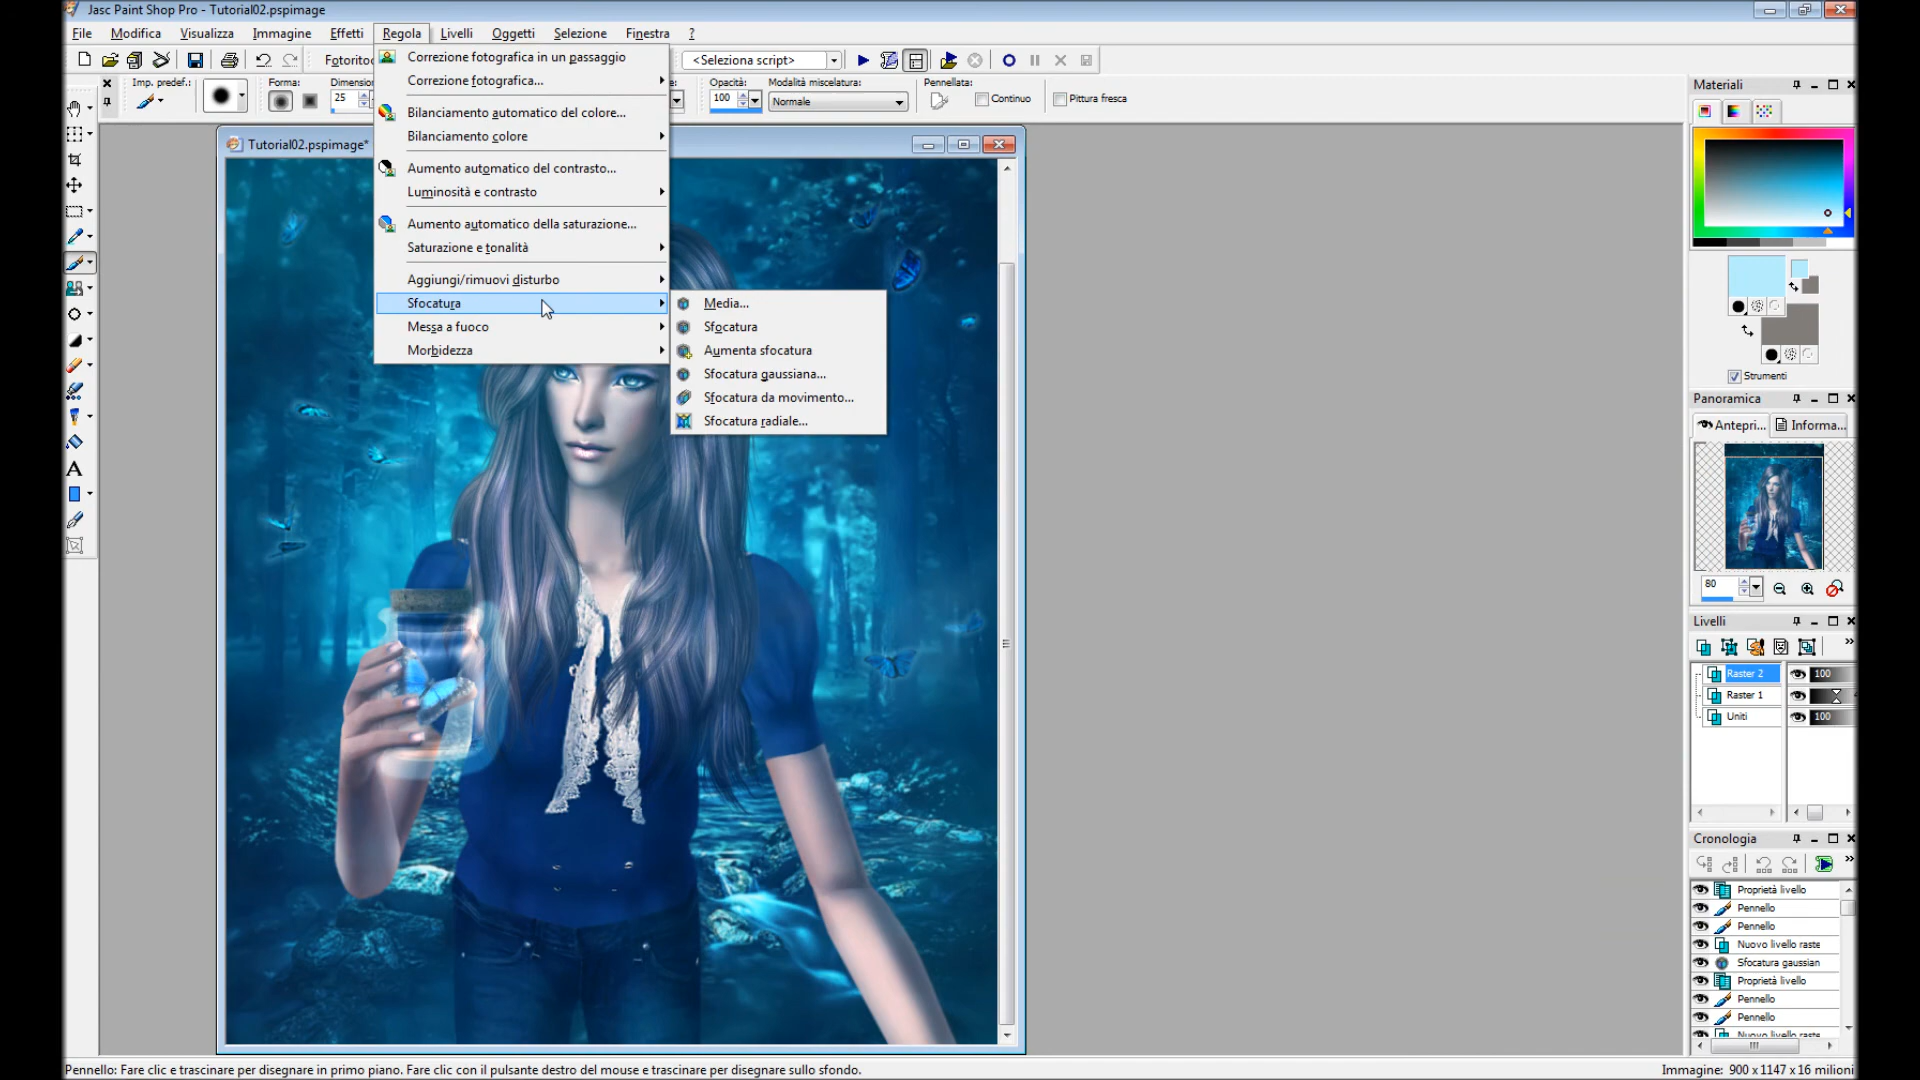 Jasc Paint Shop Pro - Tutorial02.pspimage
File Modifica Visualizza Immagine Effetti Regola Livelli Oggetti Selezione Finestra ?
<Seleziona script>
Imp. predef.: Forma: Opacità: Modalità miscelatura: Pennellata:
25 100 Normale Continuo Pittura fresca
Tutorial02.pspimage*
Correzione fotografica in un passaggio
Correzione fotografica...
Bilanciamento automatico del colore...
Bilanciamento colore
Aumento automatico del contrasto...
Luminosità e contrasto
Aumento automatico della saturazione...
Saturazione e tonalità
Aggiungi/rimuovi disturbo
Sfocatura
Messa a fuoco
Morbidezza
Media...
Sfocatura
Aumenta sfocatura
Sfocatura gaussiana...
Sfocatura da movimento...
Sfocatura radiale...
Materiali
Strumenti
Panoramica
Antepri... Informa...
80
Livelli
Raster 2 100
Raster 1
Uniti 100
Cronologia
Proprietà livello
Pennello
Pennello
Nuovo livello raste
Sfocatura gaussian
Proprietà livello
Pennello
Pennello
Nuovo livello raste
Pennello: Fare clic e trascinare per disegnare in primo piano. Fare clic con il pulsante destro del mouse e trascinare per disegnare sullo sfondo.
Immagine: 900 x 1147 x 16 milioni